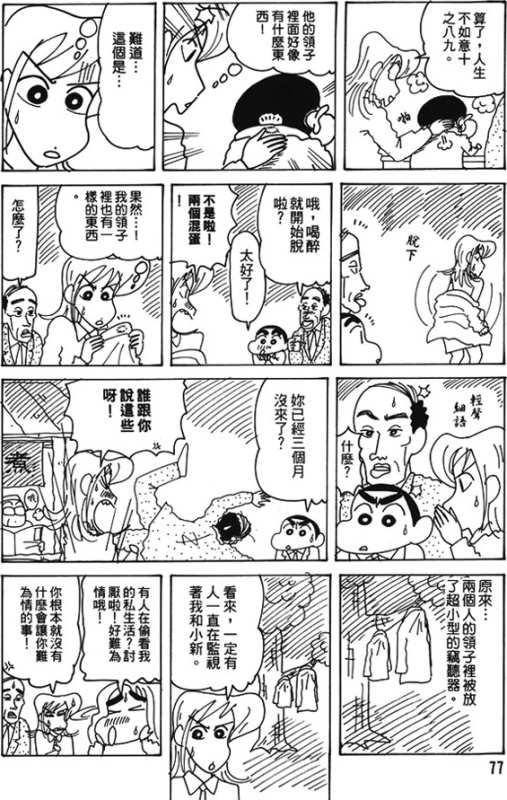 算了，人生
不如意十
之八九。
啪
他的領子
裡面好像
有什麼東
西！
難道…
這個是…
脫下
哦，喝醉
就開始脫
啦？
太好了！
不是啦！
兩個混蛋
果然…！
我的領子
裡也有一
樣的東西
。
怎麼了？
輕聲
細語
什麼？
妳已經三個月
沒來了？
誰跟你
說這些
呀！
煮
原來…
兩個人的領子裡被放
了超小型的竊聽器。
看來，一定有
人一直在監視
著我和小新。
有人在偷看我
的私生活？討
厭啦！好難為
情哦！
你根本就沒有
什麼會讓你難
為情的事！
77